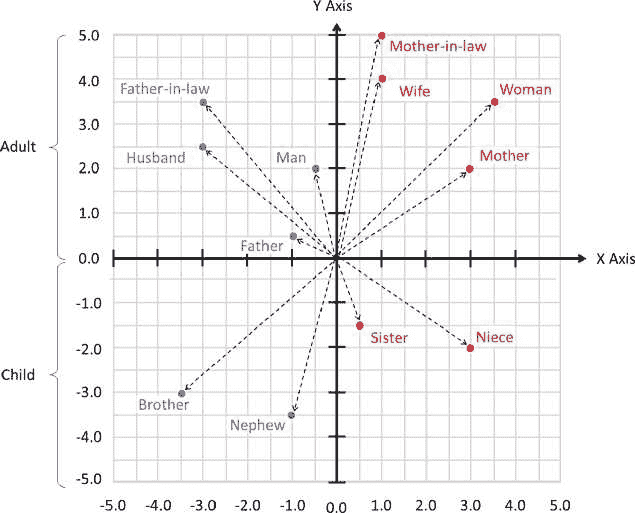 Y Axis
5.0
Mother-in-law
4.0
Father-in-law
Wife
Woman
3.0
Adult
Husband
Man
Mother
2.0
1.0
Father
0.0
X Axis
-1.0
Sister
Niece
-2.0
Child
-3.0
Brother
Nephew
-4.0
-5.0
-5.0 -4.0 -3.0 -2.0 -1.0 0.0 1.0 2.0 3.0 4.0 5.0